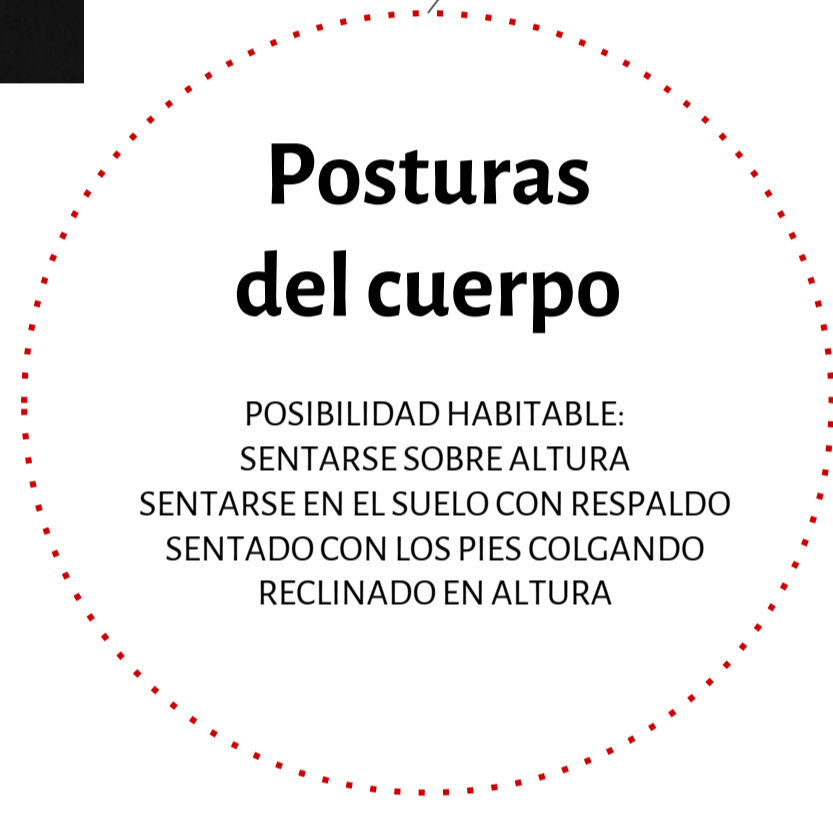 Posturas
del cuerpo
POSIBILIDAD HABITABLE:
SENTARSE SOBRE ALTURA
SENTARSE EN EL SUELO CON RESPALDO
SENTADO CON LOS PIES COLGANDO
RECLINADO EN ALTURA